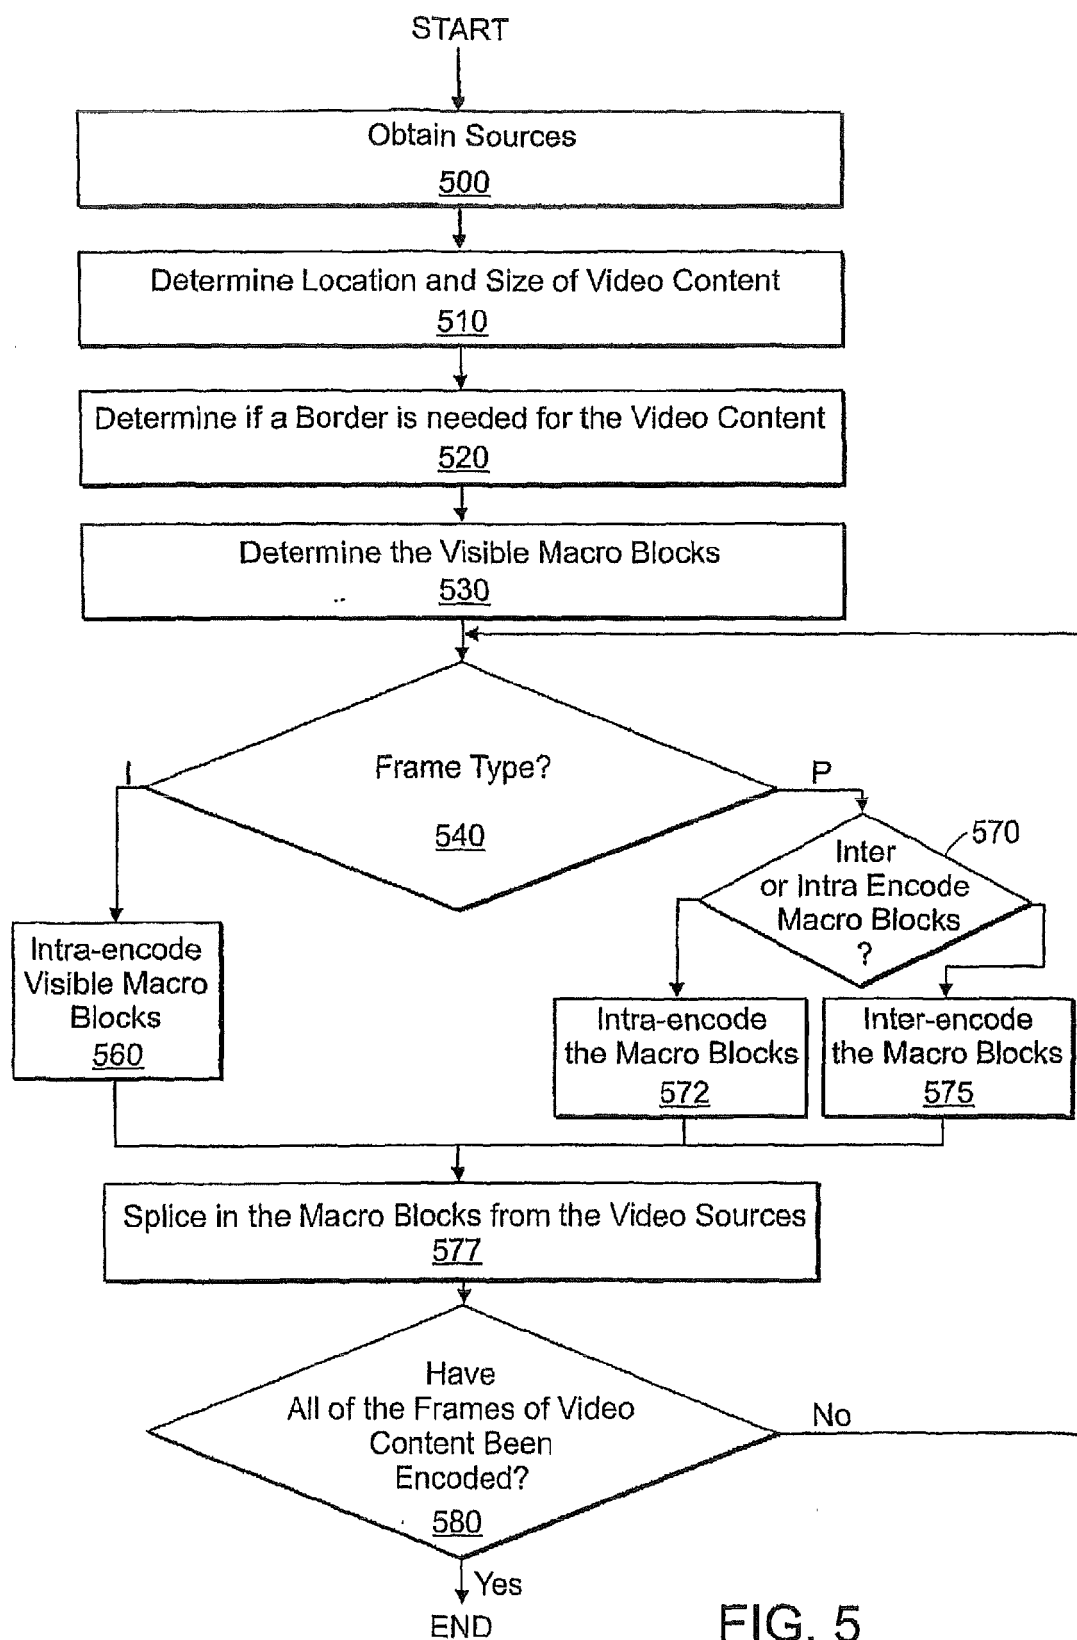 START
Obtain Sources
500
Determine Location and Size of Video Content
510
Determine if a Border is needed for the Video Content
520
Determine the Visible Macro Blocks
530
Frame Type?
540
I
P
570
Inter
or Intra Encode
Macro Blocks
?
Intra-encode
Visible Macro
Blocks
560
Intra-encode
the Macro Blocks
572
Inter-encode
the Macro Blocks
575
Splice in the Macro Blocks from the Video Sources
577
Have
All of the Frames of Video
Content Been
Encoded?
580
No
Yes
END
FIG. 5